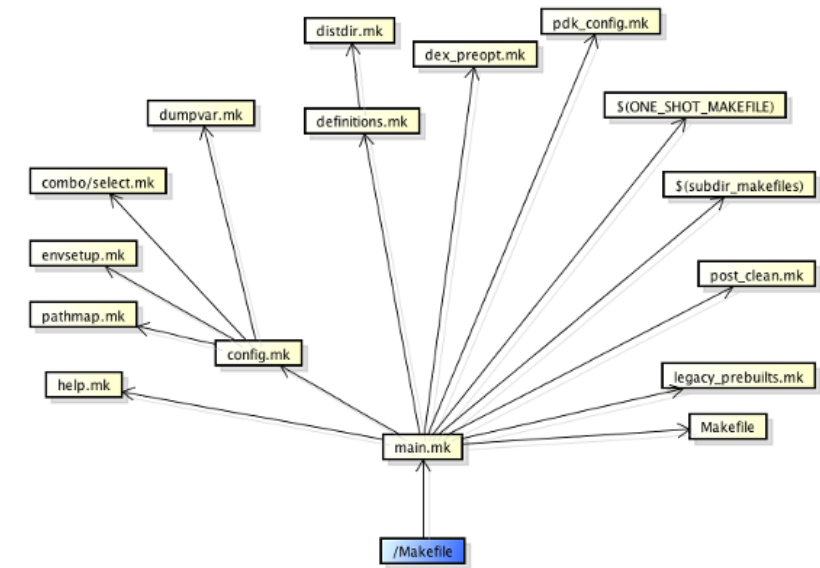 pdk_config.mk
distdir.mk
dex_preopt.mk
$(ONE_SHOT_MAKEFILE)
dumpvar.mk
definitions.mk
combo/select.mk
$(subdir_makefiles)
envsetup.mk
post_clean.mk
pathmap.mk
config.mk
help.mk
legacy_prebuilts.mk
Makefile
main.mk
/Makefile